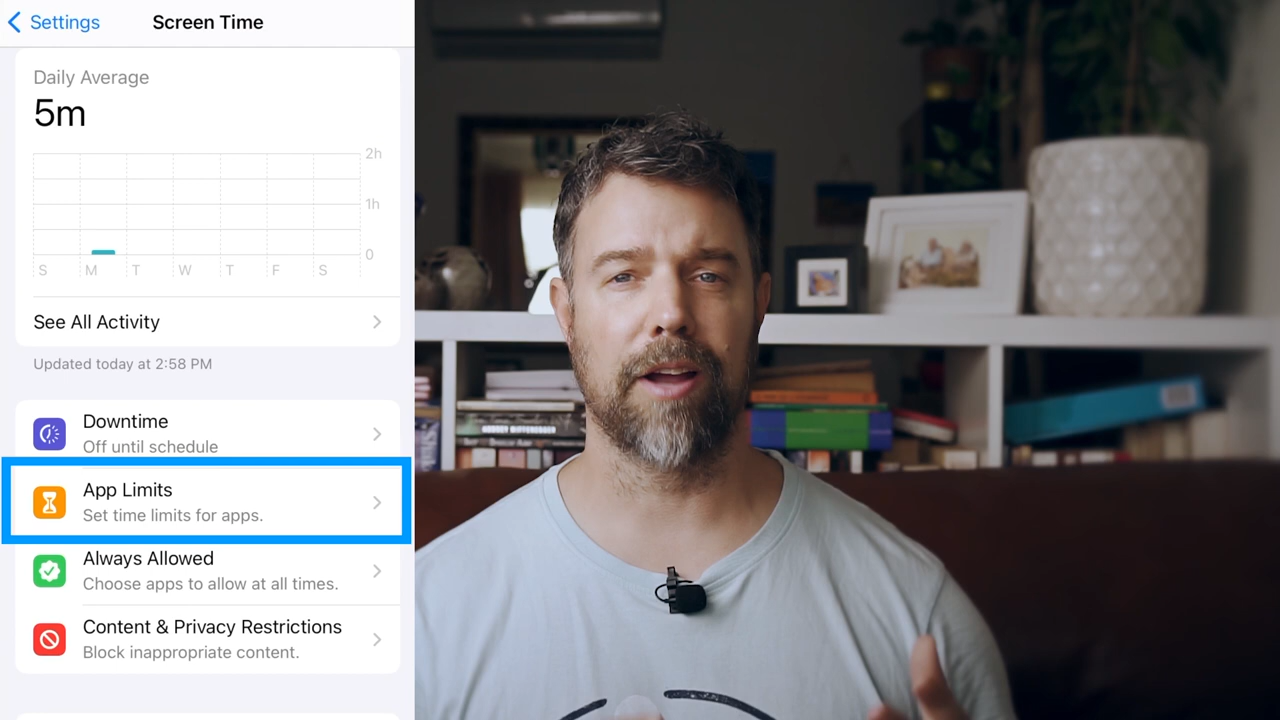 Settings
Screen Time
Daily Average
5m
2h
1h
0
S M T W T F S
See All Activity
Updated today at 2:58 PM
Downtime
Off until schedule
App Limits
Set time limits for apps.
Always Allowed
Choose apps to allow at all times.
Content & Privacy Restrictions
Block inappropriate content.